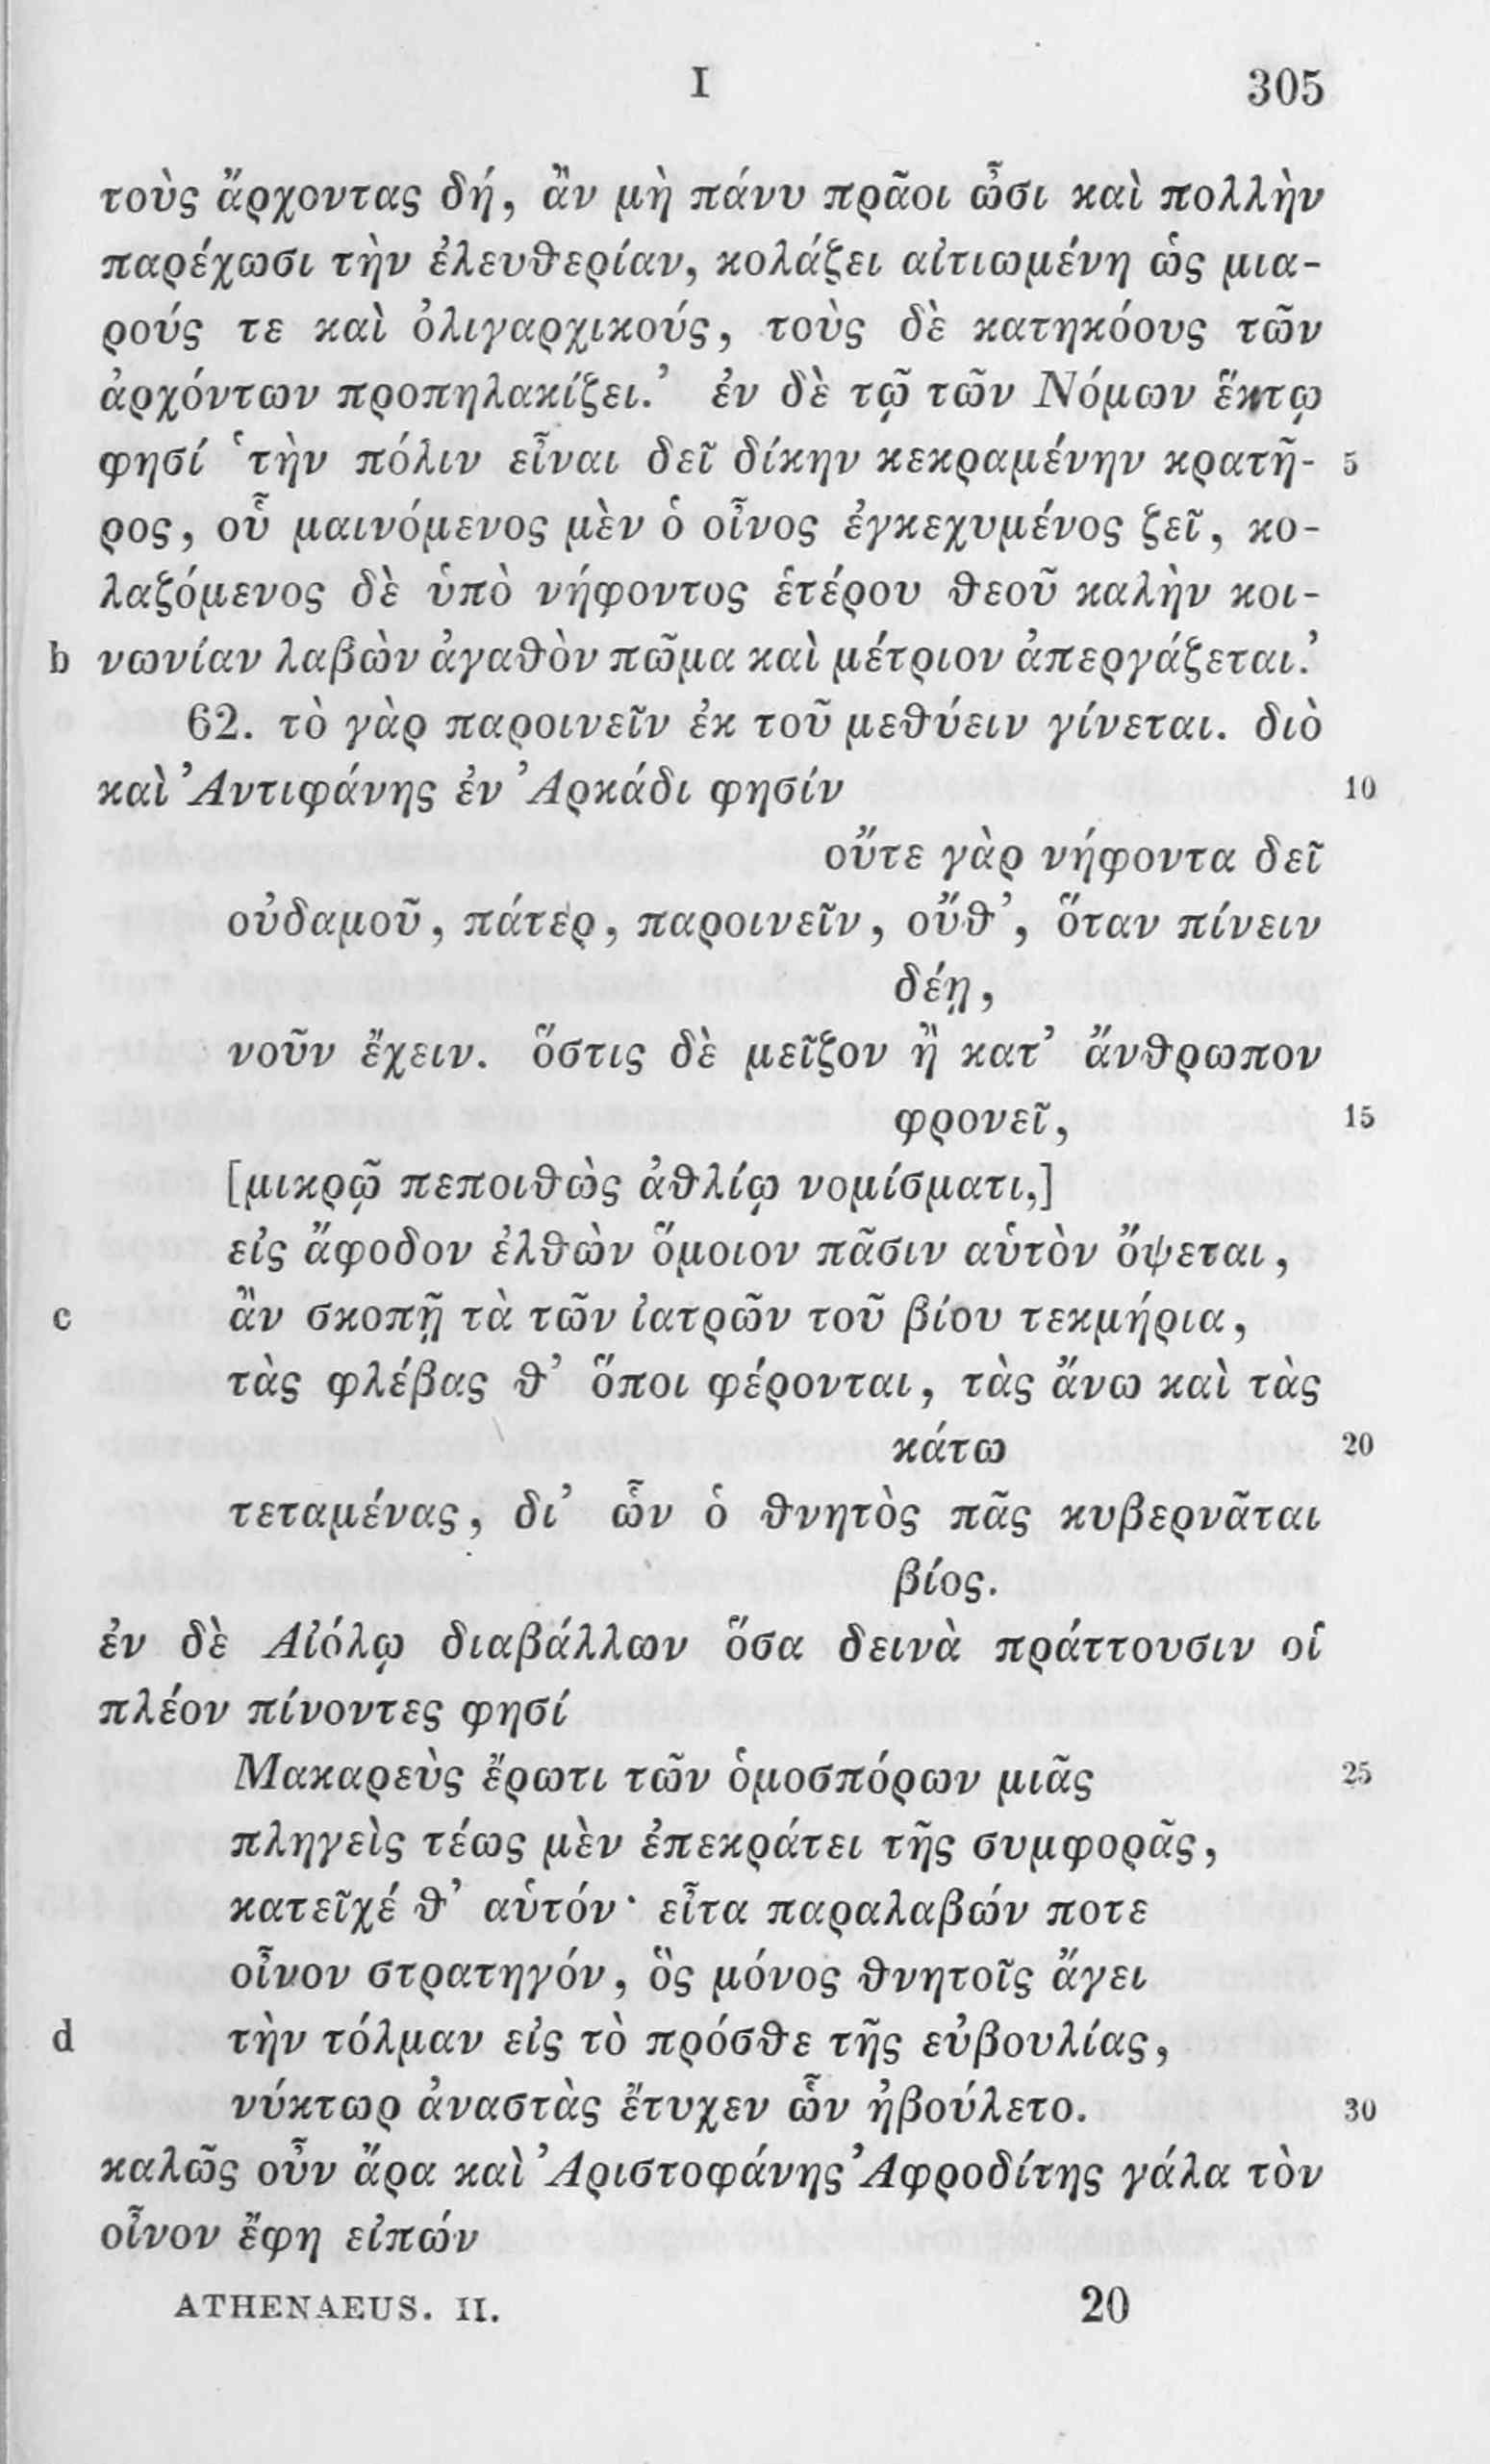 I 305
τοὺς ἄρχοντας δή, ἂν μὴ πάνυ πρᾶοι ὦσι καὶ πολλὴν
παρέχωσι τὴν ἐλευθερίαν, κολάζει αἰτιωμένη ὡς μια-
ρούς τε καὶ ὀλιγαρχικούς, τοὺς δὲ κατηκόους τῶν
ἀρχόντων προπηλακίζει.’ ἐν δὲ τῷ τῶν Νόμων ἕκτῳ
φησί ‘τὴν πόλιν εἶναι δεῖ δίκην κεκραμένην κρατῆ- 5
ρος, οὗ μαινόμενος μὲν ὁ οἶνος ἐγκεχυμένος ζεῖ, κο-
λαζόμενος δὲ ὑπὸ νήφοντος ἑτέρου θεοῦ καλὴν κοι-
b νωνίαν λαβὼν ἀγαθὸν πῶμα καὶ μέτριον ἀπεργάζεται.’
62. τὸ γὰρ παροινεῖν ἐκ τοῦ μεθύειν γίνεται. διὸ
καὶ Ἀντιφάνης ἐν Ἀρκάδι φησίν 10
οὔτε γὰρ νήφοντα δεῖ
οὐδαμοῦ, πάτερ, παροινεῖν, οὔθ’, ὅταν πίνειν
δέῃ,
νοῦν ἔχειν. ὅστις δὲ μεῖζον ἢ κατ’ ἄνθρωπον
φρονεῖ, 15
[μικρῷ πεποιθὼς ἀθλίῳ νομίσματι,]
εἰς ἄφοδον ἐλθὼν ὅμοιον πᾶσιν αὑτὸν ὄψεται,
c ἂν σκοπῇ τὰ τῶν ἰατρῶν τοῦ βίου τεκμήρια,
τὰς φλέβας θ’ ὅποι φέρονται, τὰς ἄνω καὶ τὰς
κάτω 20
τεταμένας, δι’ ὧν ὁ θνητὸς πᾶς κυβερνᾶται
βίος.
ἐν δὲ Αἰόλῳ διαβάλλων ὅσα δεινὰ πράττουσιν οἱ
πλέον πίνοντες φησί
Μακαρεὺς ἔρωτι τῶν ὁμοσπόρων μιᾶς 25
πληγεὶς τέως μὲν ἐπεκράτει τῆς συμφορᾶς,
κατεῖχέ θ’ αὑτόν· εἶτα παραλαβών ποτε
οἶνον στρατηγόν, ὃς μόνος θνητοῖς ἄγει
d τὴν τόλμαν εἰς τὸ πρόσθε τῆς εὐβουλίας,
νύκτωρ ἀναστὰς ἔτυχεν ὧν ἠβούλετο. 30
καλῶς οὖν ἄρα καὶ Ἀριστοφάνης Ἀφροδίτης γάλα τὸν
οἶνον ἔφη εἰπών
ATHENAEUS. II. 20